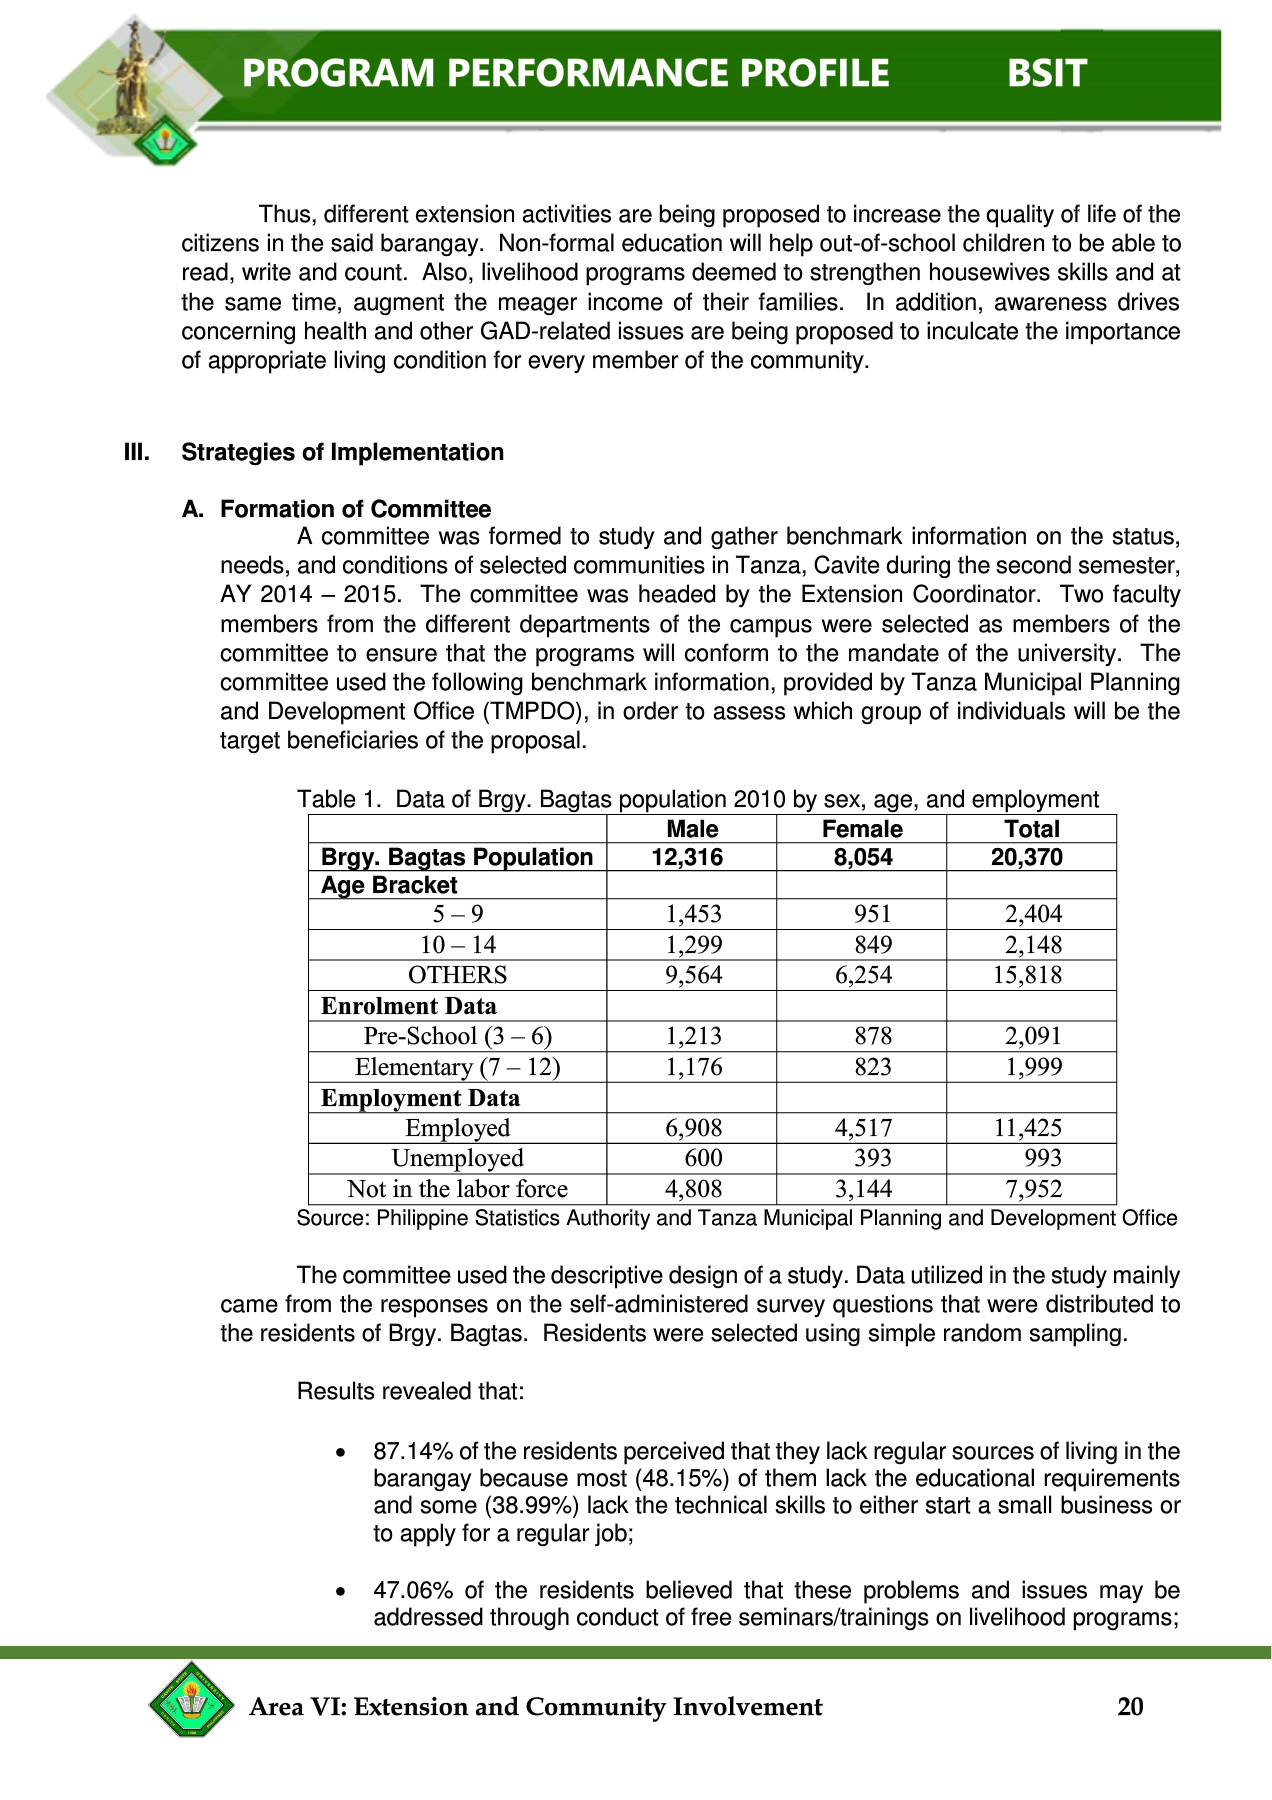 PROGRAM PERFORMANCE PROFILE BSIT
Thus, different extension activities are being proposed to increase the quality of life of the
citizens in the said barangay. Non-formal education will help out-of-school children to be able to
read, write and count. Also, livelihood programs deemed to strengthen housewives skills and at
the same time, augment the meager income of their families. In addition, awareness drives
concerning health and other GAD-related issues are being proposed to inculcate the importance
of appropriate living condition for every member of the community.
III. Strategies of Implementation
A. Formation of Committee
A committee was formed to study and gather benchmark information on the status,
needs, and conditions of selected communities in Tanza, Cavite during the second semester,
AY 2014 – 2015. The committee was headed by the Extension Coordinator. Two faculty
members from the different departments of the campus were selected as members of the
committee to ensure that the programs will conform to the mandate of the university. The
committee used the following benchmark information, provided by Tanza Municipal Planning
and Development Office (TMPDO), in order to assess which group of individuals will be the
target beneficiaries of the proposal.
Table 1. Data of Brgy. Bagtas population 2010 by sex, age, and employment
Male Female Total
Brgy. Bagtas Population 12,316 8,054 20,370
Age Bracket
5 – 9 1,453 951 2,404
10 – 14 1,299 849 2,148
OTHERS 9,564 6,254 15,818
Enrolment Data
Pre-School (3 – 6) 1,213 878 2,091
Elementary (7 – 12) 1,176 823 1,999
Employment Data
Employed 6,908 4,517 11,425
Unemployed 600 393 993
Not in the labor force 4,808 3,144 7,952
Source: Philippine Statistics Authority and Tanza Municipal Planning and Development Office
The committee used the descriptive design of a study. Data utilized in the study mainly
came from the responses on the self-administered survey questions that were distributed to
the residents of Brgy. Bagtas. Residents were selected using simple random sampling.
Results revealed that:
• 87.14% of the residents perceived that they lack regular sources of living in the
barangay because most (48.15%) of them lack the educational requirements
and some (38.99%) lack the technical skills to either start a small business or
to apply for a regular job;
• 47.06% of the residents believed that these problems and issues may be
addressed through conduct of free seminars/trainings on livelihood programs;
Area VI: Extension and Community Involvement 20